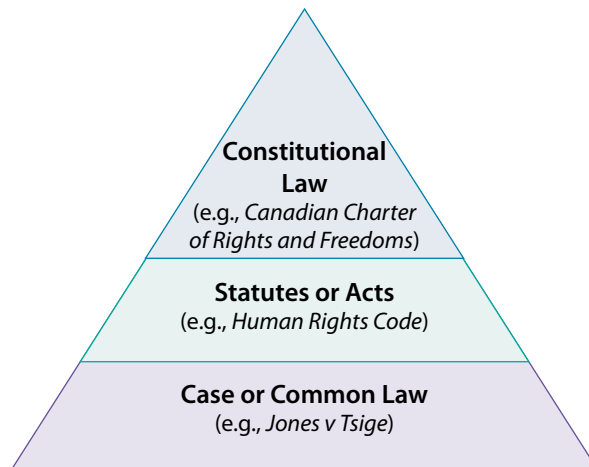 Constitutional
Law
(e.g., Canadian Charter
of Rights and Freedoms)
Statutes or Acts
(e.g., Human Rights Code)
Case or Common Law
(e.g., Jones v Tsige)